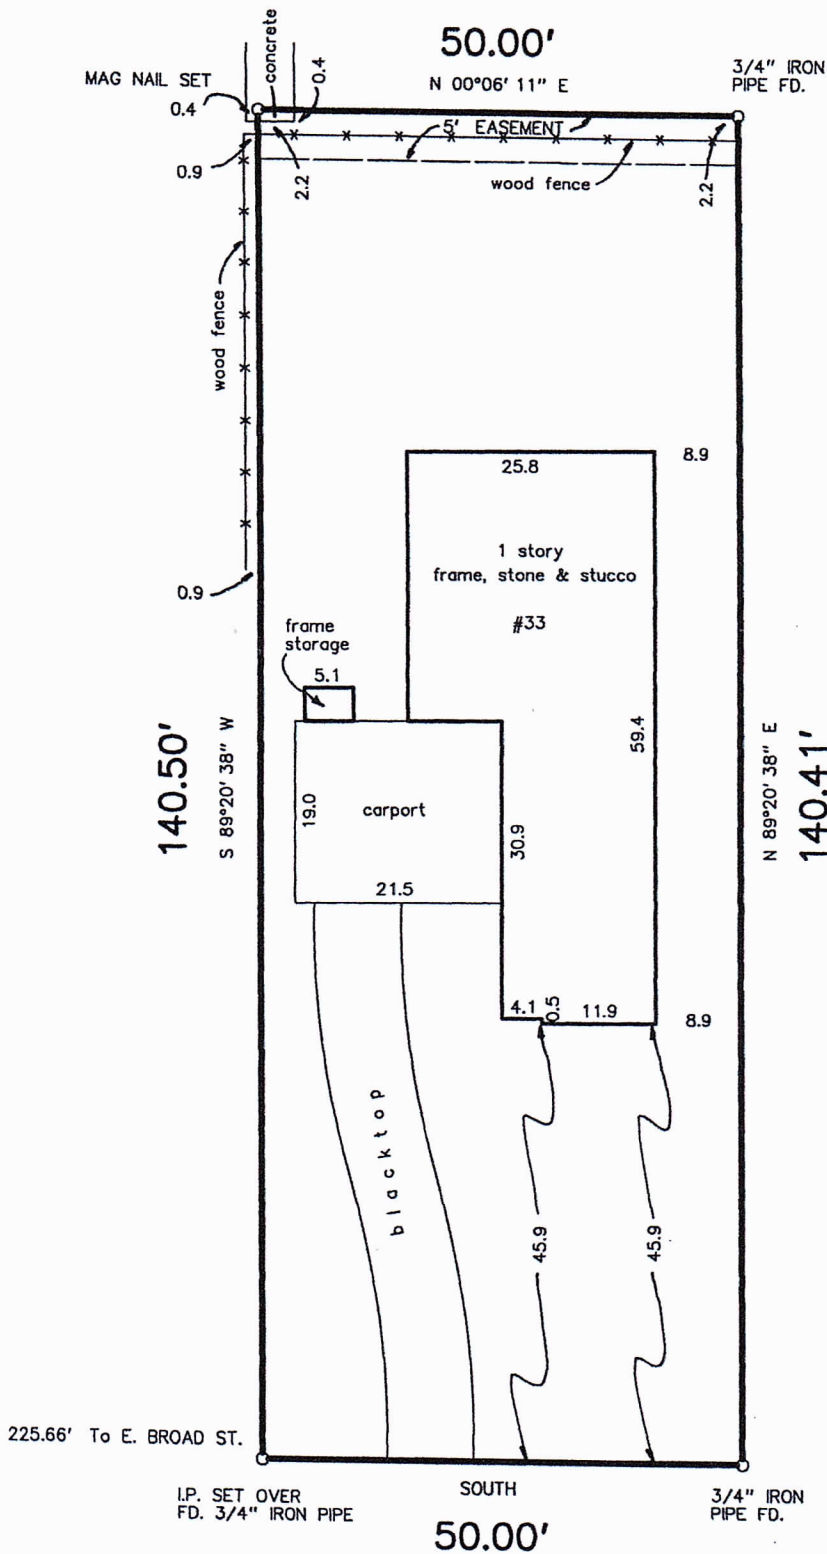 50.00'
N 00°06' 11" E
3/4" IRON
PIPE FD.
MAG NAIL SET
concrete
0.4
0.4
5' EASEMENT
0.9
2.2
wood fence
2.2
wood fence
25.8
8.9
1 story
frame, stone & stucco
#33
0.9
frame
storage
5.1
140.50'
S 89°20' 38" W
19.0
carport
30.9
59.4
N 89°20' 38" E
140.41'
21.5
4.1
0.5
11.9
8.9
blacktop
45.9
45.9
225.66' To E. BROAD ST.
I.P. SET OVER
FD. 3/4" IRON PIPE
SOUTH
50.00'
3/4" IRON
PIPE FD.